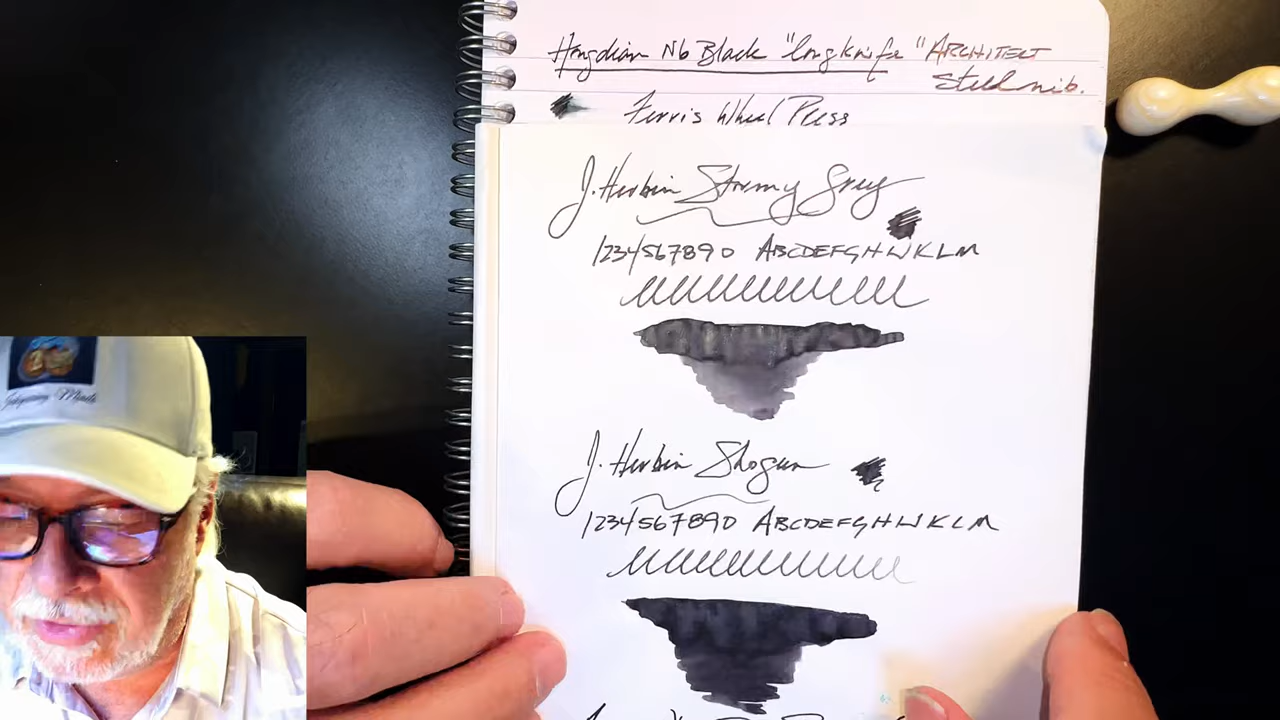 Hongdian N6 Black "longknife" ARCHITECT
Steel nib.
Ferris Wheel Press
J. Herbin Stormy Grey
1234567890 ABCDEFGHIJKLM
J. Herbin Shogun
1234567890 ABCDEFGHIJKLM